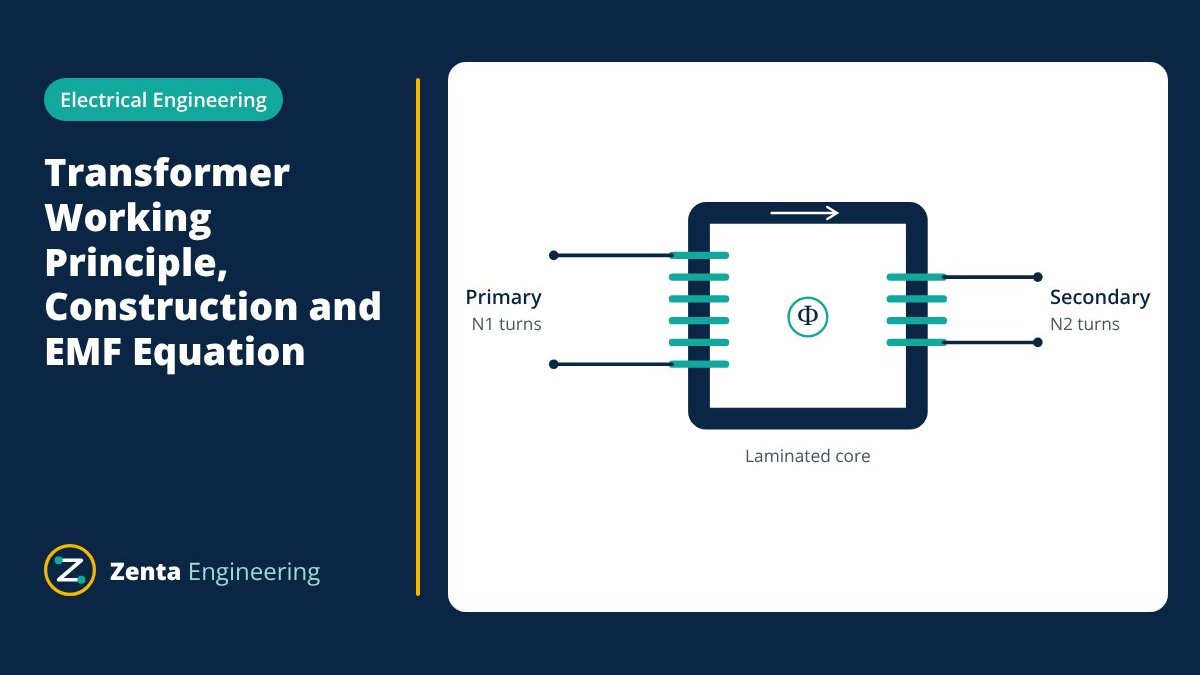 Electrical Engineering
Transformer
Working
Principle,
Construction and
EMF Equation
Zenta Engineering
Primary
N1 turns
Φ
Secondary
N2 turns
Laminated core